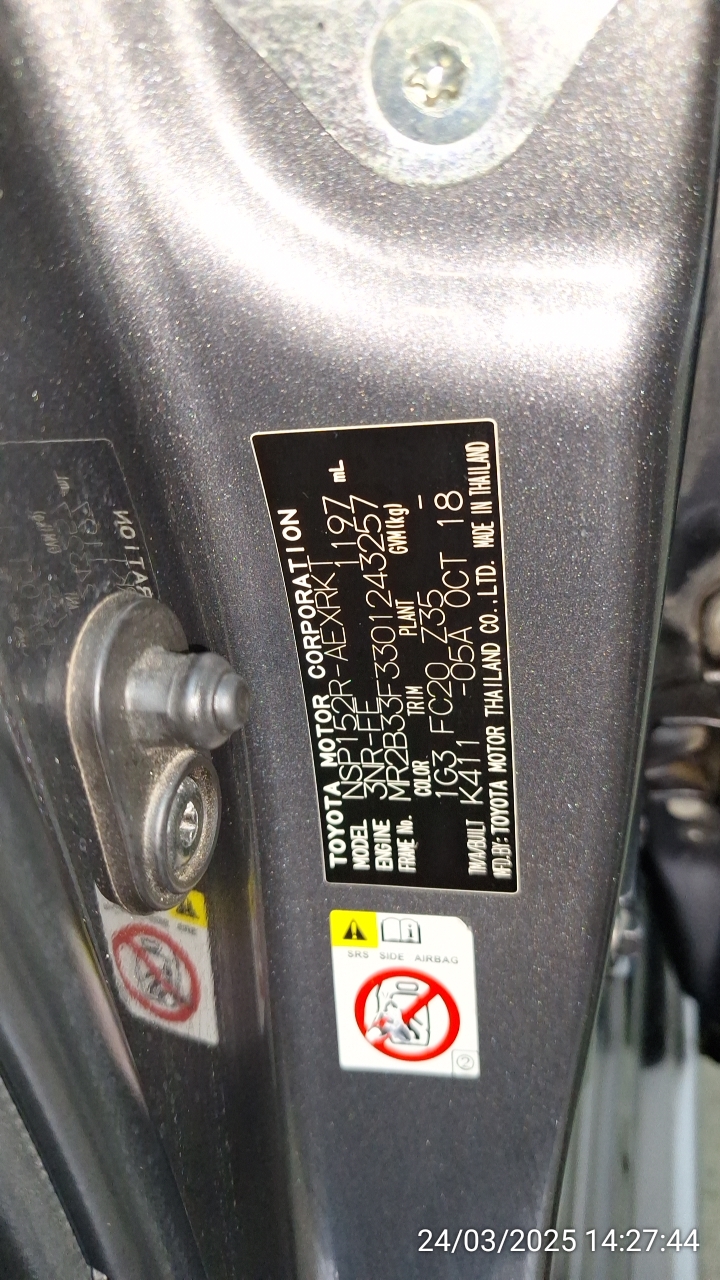 TOYOTA MOTOR CORPORATION
MODEL NSP152R-AEXRKT 1197 mL
ENGINE 3NR-FE
FRAME No. MR2B33F3301243257
COLOR TRIM PLANT GVM(kg)
1G3 FC20 Z35 -
TM/A/BUILT K411 -05A OCT 18
MFD.BY: TOYOTA MOTOR THAILAND CO.,LTD. MADE IN THAILAND
SRS SIDE AIRBAG
2
24/03/2025 14:27:44